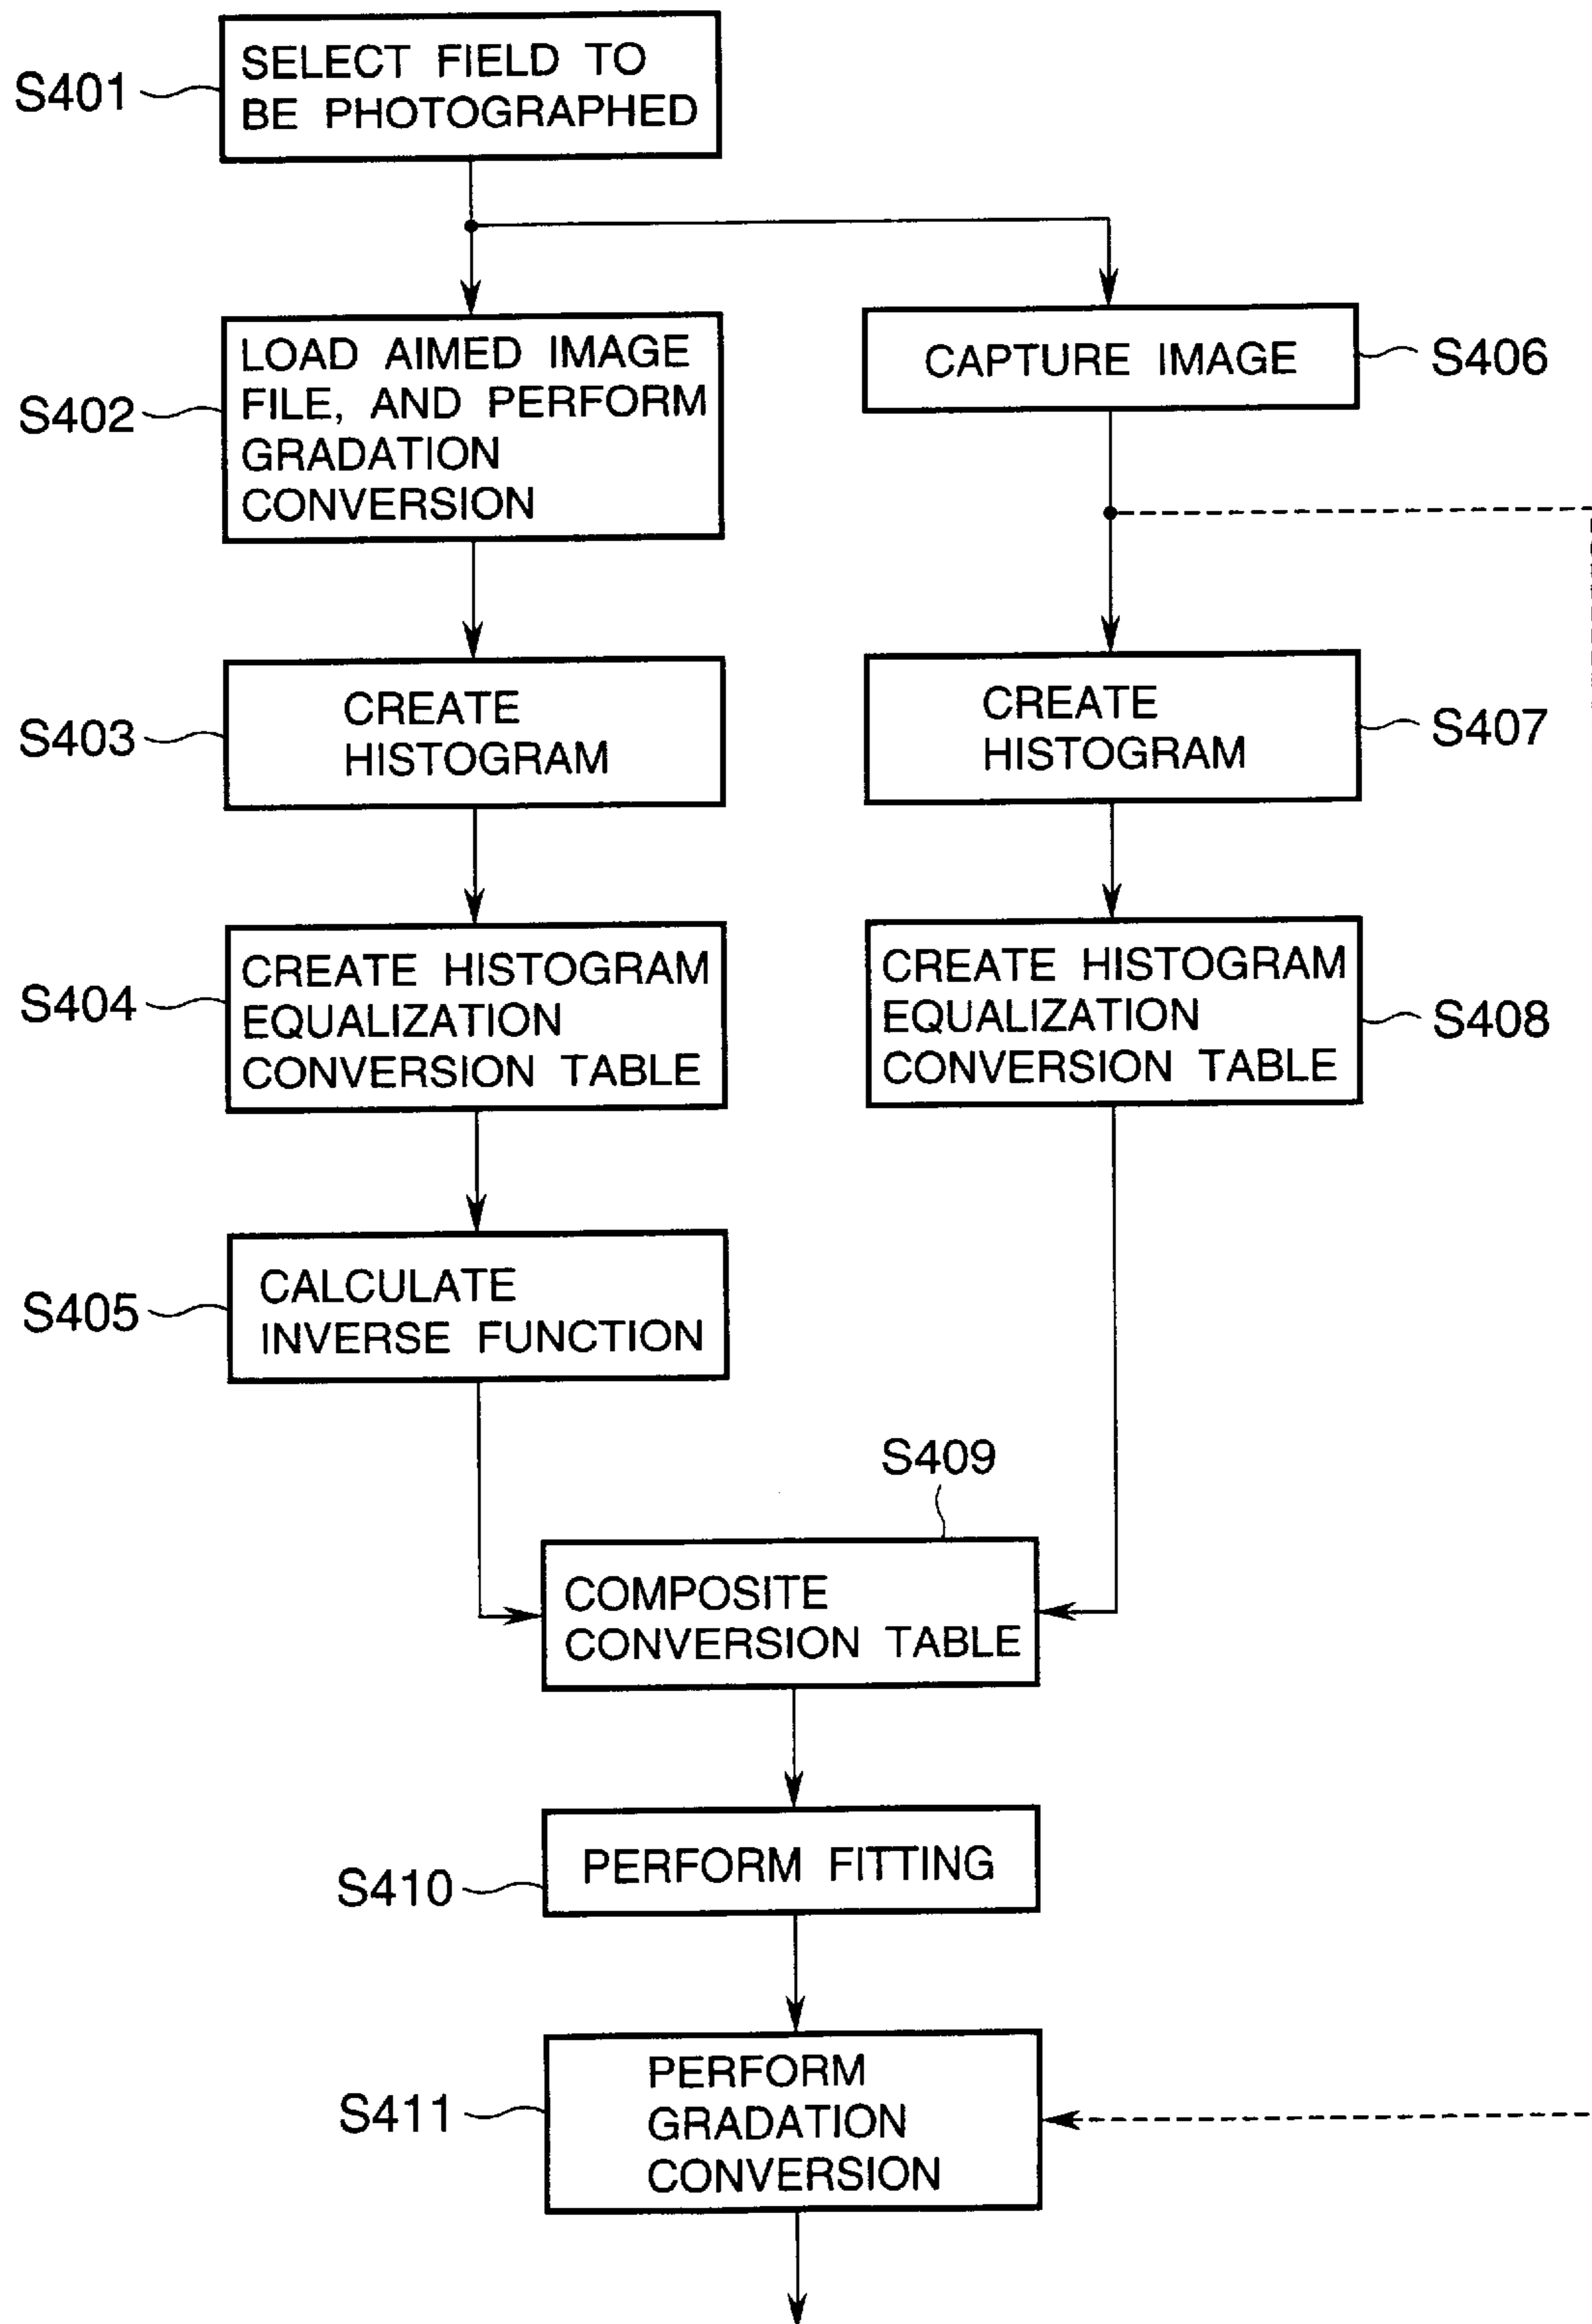 S401
SELECT FIELD TO
BE PHOTOGRAPHED
S402
LOAD AIMED IMAGE
FILE, AND PERFORM
GRADATION
CONVERSION
CAPTURE IMAGE
S406
S403
CREATE
HISTOGRAM
CREATE
HISTOGRAM
S407
S404
CREATE HISTOGRAM
EQUALIZATION
CONVERSION TABLE
CREATE HISTOGRAM
EQUALIZATION
CONVERSION TABLE
S408
S405
CALCULATE
INVERSE FUNCTION
S409
COMPOSITE
CONVERSION TABLE
S410
PERFORM FITTING
S411
PERFORM
GRADATION
CONVERSION